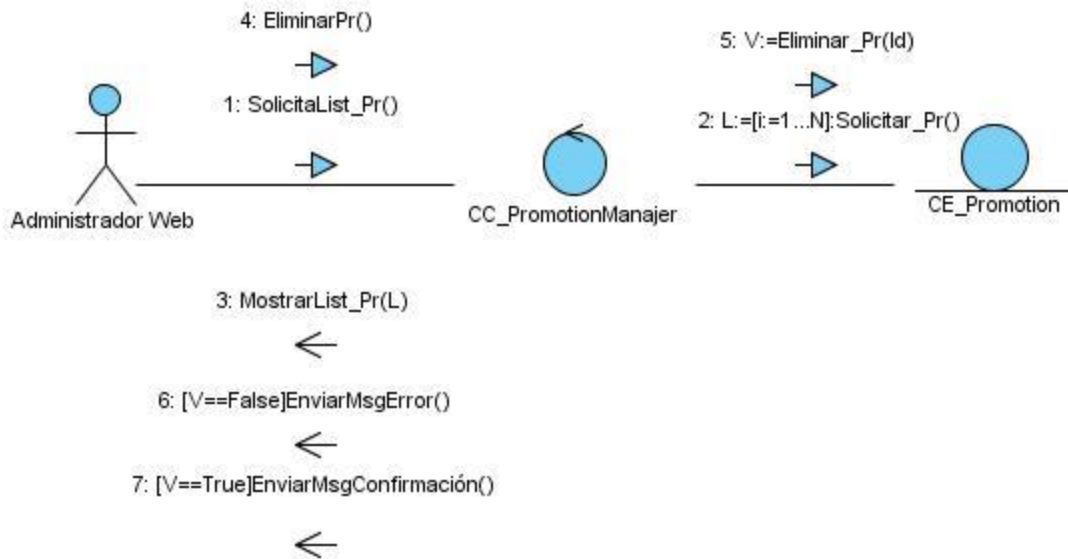 4: EliminarPr()
5: V:=Eliminar_Pr(Id)
1: SolicitaList_Pr()
2: L:=[i:=1...N]:Solicitar_Pr()
Administrador Web
CC_PromotionManajer
CE_Promotion
3: MostrarList_Pr(L)
6: [V==False]EnviarMsgError()
7: [V==True]EnviarMsgConfirmación()